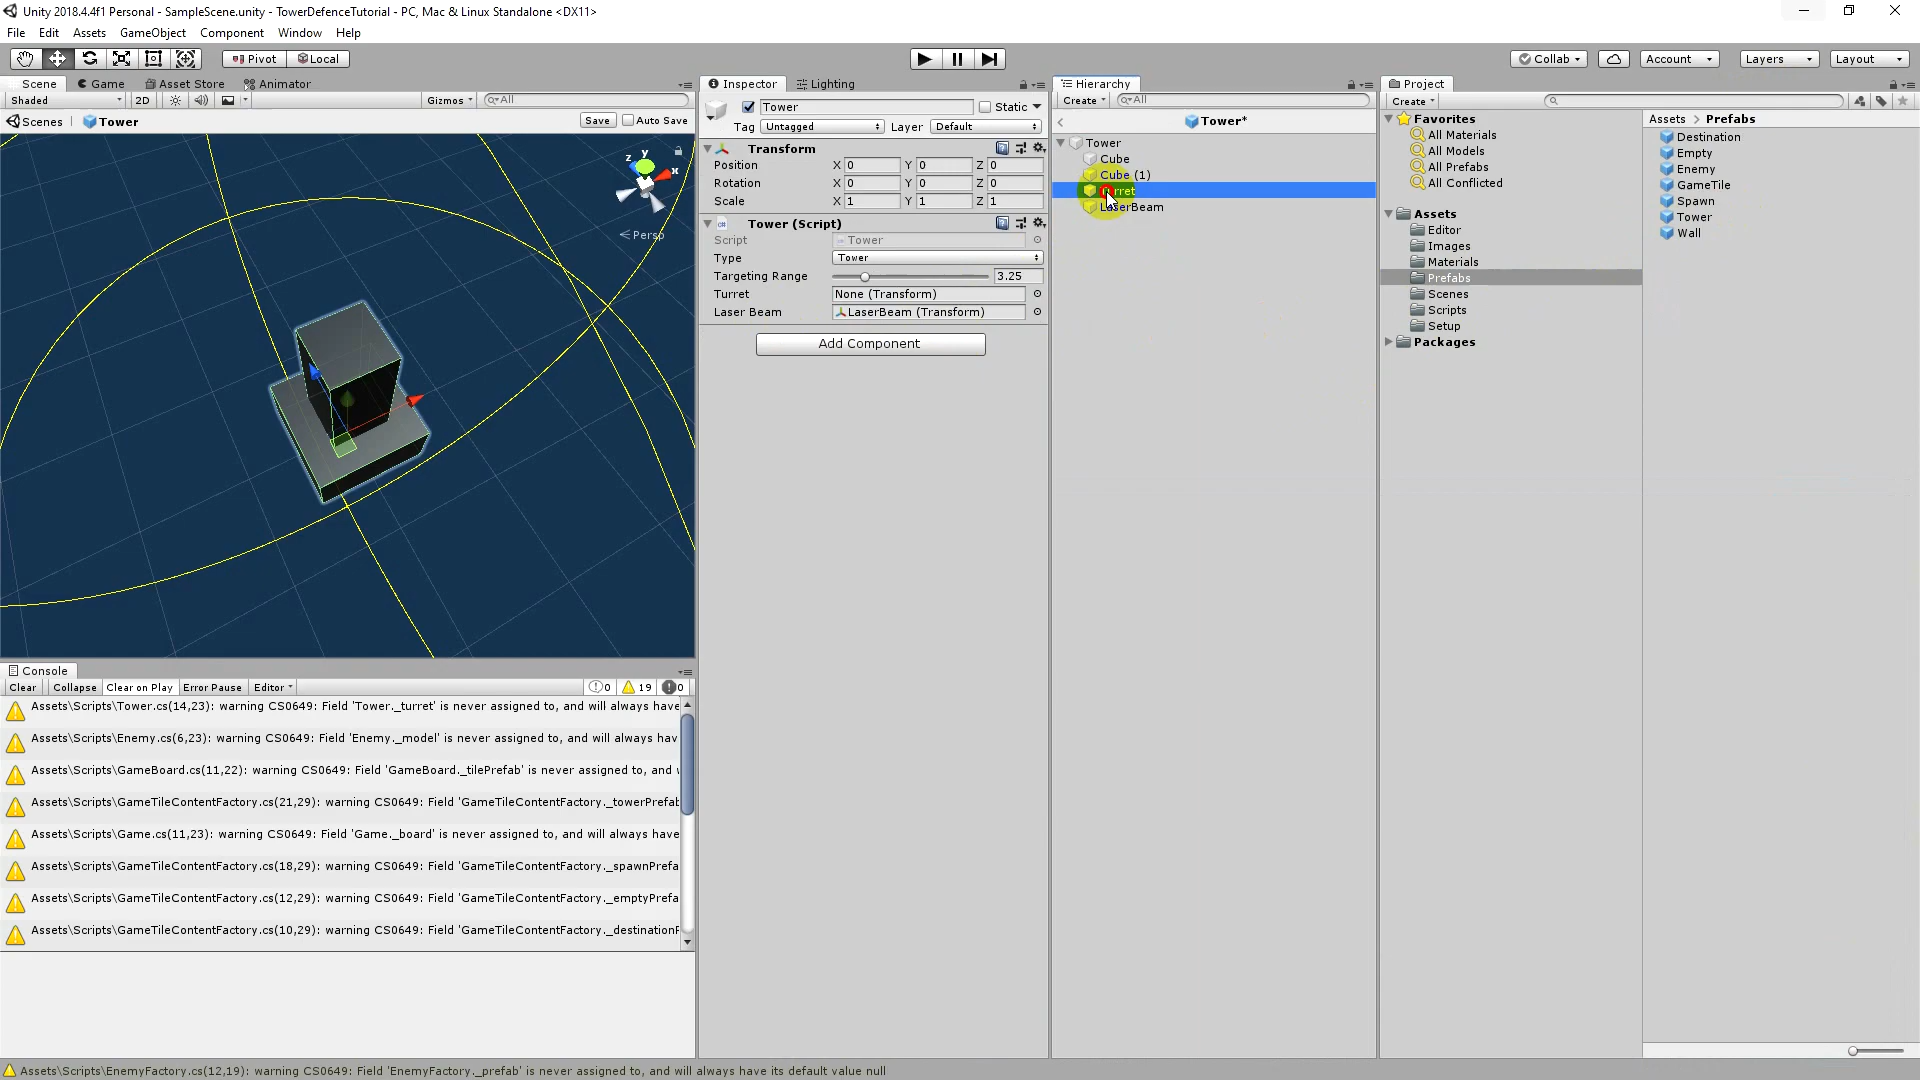 Unity 2018.4.4f1 Personal - SampleScene.unity - TowerDefenceTutorial - PC, Mac & Linux Standalone <DX11>
File Edit Assets GameObject Component Window Help
Pivot Local Collab Account Layers Layout
Scene Game Asset Store Animator
Shaded 2D Gizmos All
Scenes Tower Save Auto Save
z y x
Persp
Inspector Lighting
Tower Static
Tag Untagged Layer Default
Transform
Position X 0 Y 0 Z 0
Rotation X 0 Y 0 Z 0
Scale X 1 Y 1 Z 1
Tower (Script)
Script Tower
Type Tower
Targeting Range 3.25
Turret None (Transform)
Laser Beam LaserBeam (Transform)
Add Component
Hierarchy
Create All
Tower*
Tower
Cube
Cube (1)
LaserBeam
Project
Create
Favorites
All Materials
All Models
All Prefabs
All Conflicted
Assets
Editor
Images
Materials
Prefabs
Scenes
Scripts
Setup
Packages
Assets > Prefabs
Destination
Empty
Enemy
GameTile
Spawn
Tower
Wall
Console
Clear Collapse Clear on Play Error Pause Editor 0 19 0
Assets\Scripts\Tower.cs(14,23): warning CS0649: Field 'Tower._turret' is never assigned to, and will always have
Assets\Scripts\Enemy.cs(6,23): warning CS0649: Field 'Enemy._model' is never assigned to, and will always hav
Assets\Scripts\GameBoard.cs(11,22): warning CS0649: Field 'GameBoard._tilePrefab' is never assigned to, and
Assets\Scripts\GameTileContentFactory.cs(21,29): warning CS0649: Field 'GameTileContentFactory._towerPrefab
Assets\Scripts\Game.cs(11,23): warning CS0649: Field 'Game._board' is never assigned to, and will always have
Assets\Scripts\GameTileContentFactory.cs(18,29): warning CS0649: Field 'GameTileContentFactory._spawnPrefa
Assets\Scripts\GameTileContentFactory.cs(12,29): warning CS0649: Field 'GameTileContentFactory._emptyPrefa
Assets\Scripts\GameTileContentFactory.cs(10,29): warning CS0649: Field 'GameTileContentFactory._destinationF
Assets\Scripts\EnemyFactory.cs(12,19): warning CS0649: Field 'EnemyFactory._prefab' is never assigned to, and will always have its default value null